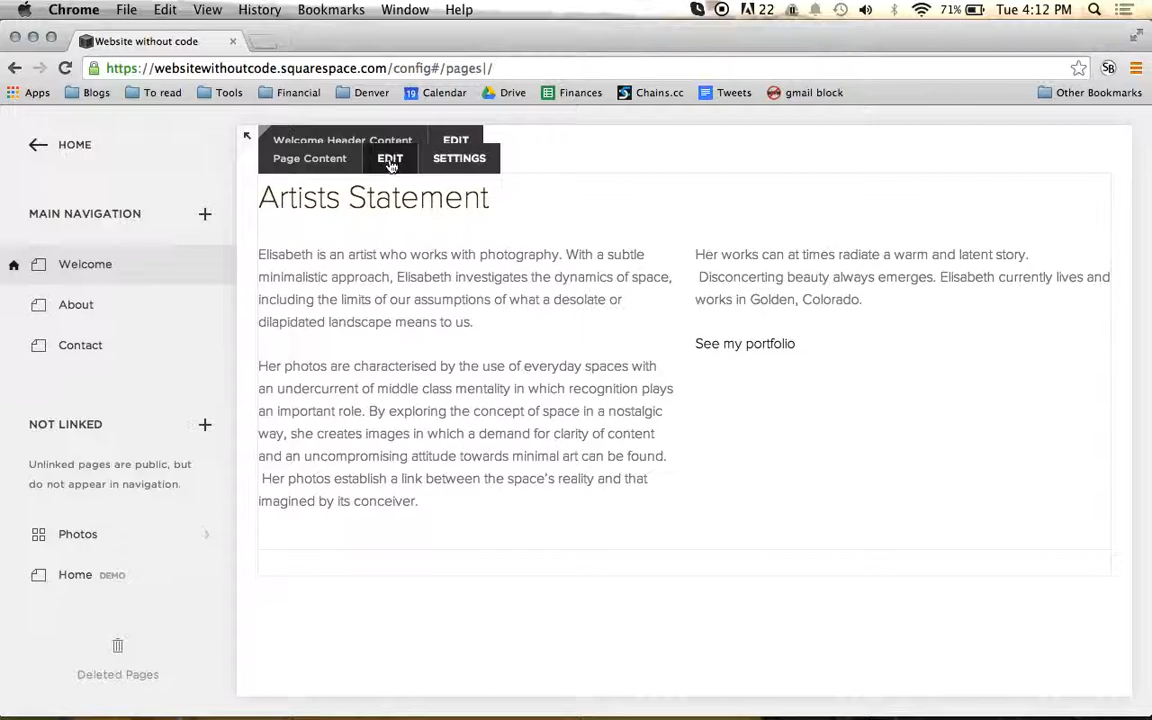 Chrome File Edit View History Bookmarks Window Help 22 71% Tue 4:12 PM
Website without code
https://websitewithoutcode.squarespace.com/config#/pages|/
Apps Blogs To read Tools Financial Denver 19 Calendar Drive Finances Chains.cc Tweets gmail block Other Bookmarks
HOME
MAIN NAVIGATION
Welcome
About
Contact
NOT LINKED
Unlinked pages are public, but
do not appear in navigation.
Photos
Home DEMO
Deleted Pages
Welcome Header Content EDIT
Page Content EDIT SETTINGS
Artists Statement
Elisabeth is an artist who works with photography. With a subtle
minimalistic approach, Elisabeth investigates the dynamics of space,
including the limits of our assumptions of what a desolate or
dilapidated landscape means to us.
Her photos are characterised by the use of everyday spaces with
an undercurrent of middle class mentality in which recognition plays
an important role. By exploring the concept of space in a nostalgic
way, she creates images in which a demand for clarity of content
and an uncompromising attitude towards minimal art can be found.
Her photos establish a link between the space's reality and that
imagined by its conceiver.
Her works can at times radiate a warm and latent story.
Disconcerting beauty always emerges. Elisabeth currently lives and
works in Golden, Colorado.
See my portfolio